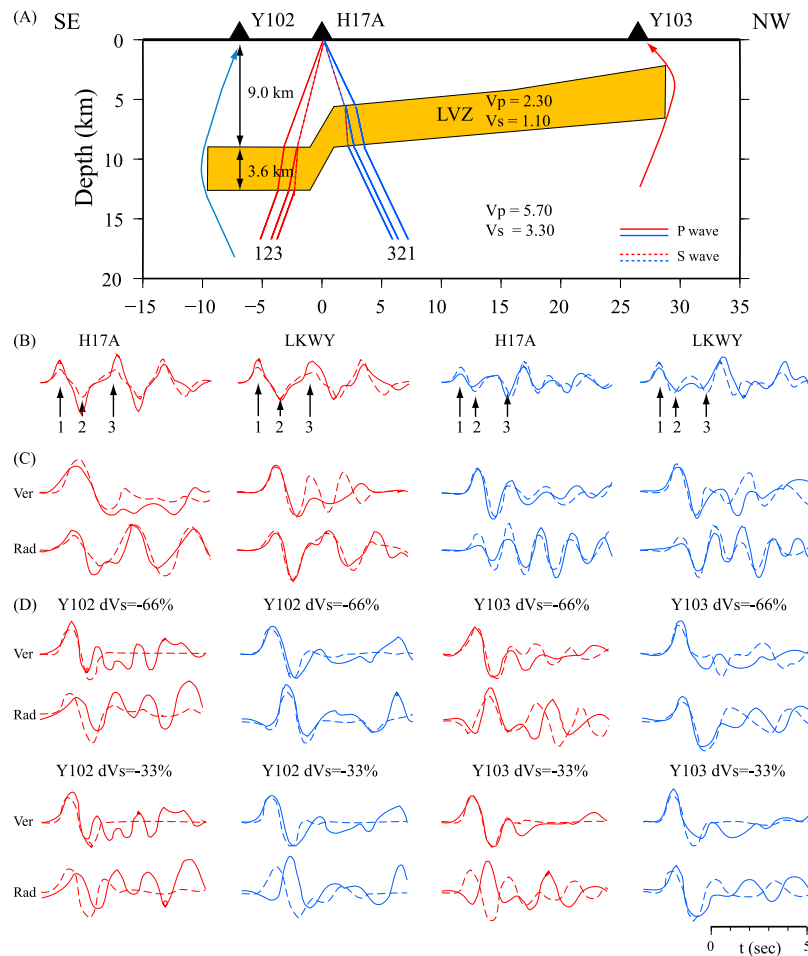 (A) SE Y102 H17A Y103 NW
0
5
10
15
20
Depth (km)
9.0 km
3.6 km
LVZ
Vp = 2.30
Vs = 1.10
Vp = 5.70
Vs = 3.30
P wave
S wave
123 321
−15 −10 −5 0 5 10 15 20 25 30 35
(B) H17A LKWY H17A LKWY
1 2 3 1 2 3 1 2 3 1 2 3
(C)
Ver
Rad
(D) Y102 dVs=-66% Y102 dVs=-66% Y103 dVs=-66% Y103 dVs=-66%
Ver
Rad
Y102 dVs=-33% Y102 dVs=-33% Y103 dVs=-33% Y103 dVs=-33%
Ver
Rad
0 t (sec) 5